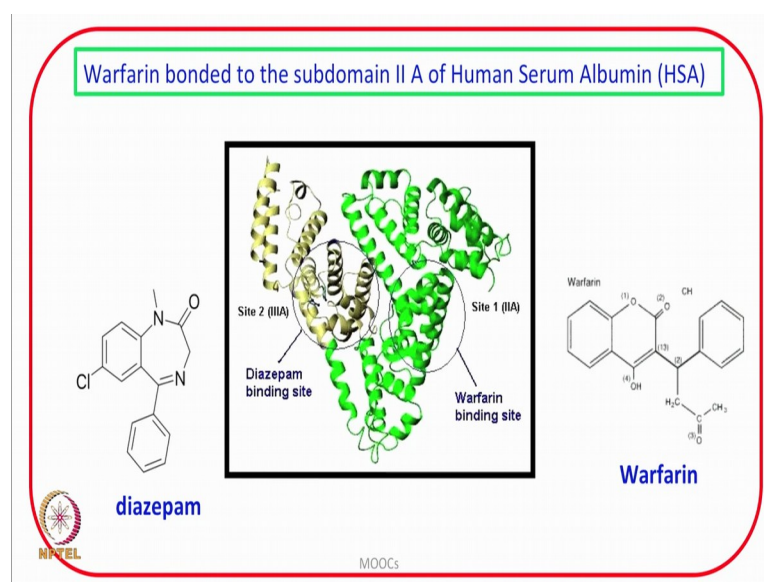 Warfarin bonded to the subdomain II A of Human Serum Albumin (HSA)
Site 2 (IIIA)
Site 1 (IIA)
Diazepam
binding site
Warfarin
binding site
N
O
N
Cl
diazepam
Warfarin
(1)
O
(2)
O
CH
(13)
(2)
(4)
OH
H₂C
CH₃
(3)
O
Warfarin
NPTEL
MOOCs